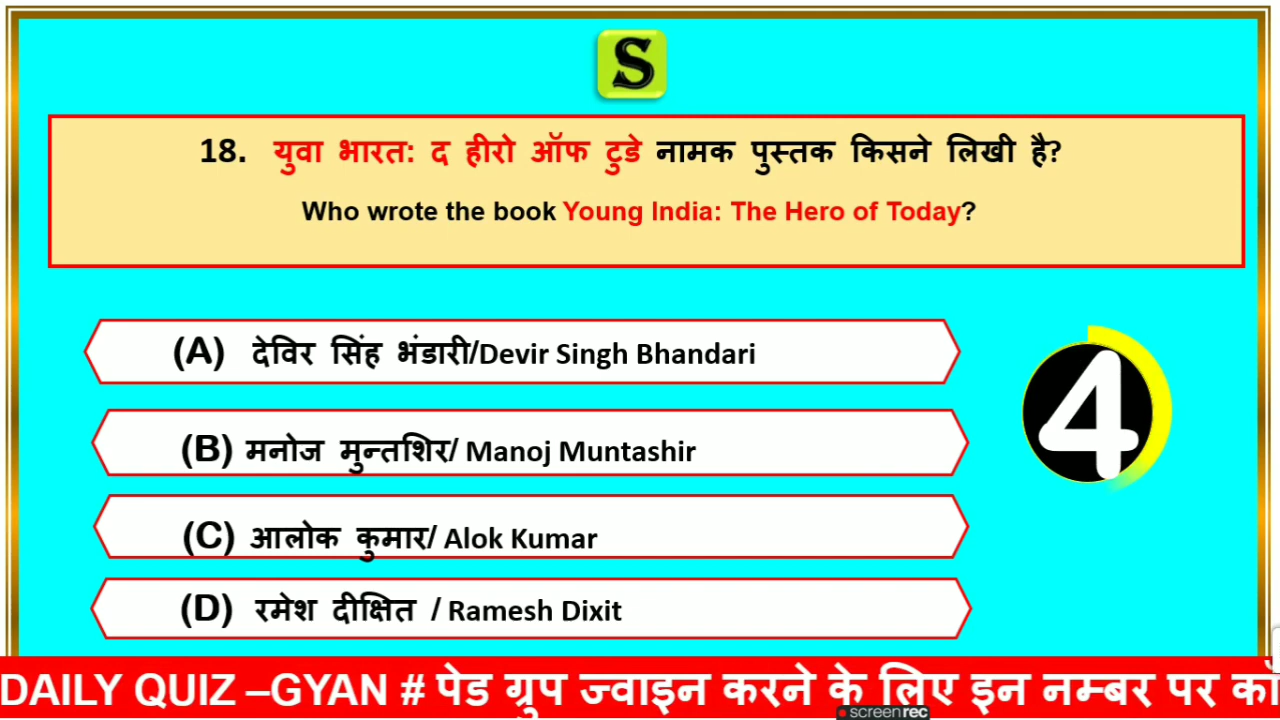 S
18. युवा भारत: द हीरो ऑफ टुडे नामक पुस्तक किसने लिखी है?
Who wrote the book Young India: The Hero of Today?
(A) देविर सिंह भंडारी/Devir Singh Bhandari
4
(B) मनोज मुन्तशिर/ Manoj Muntashir
(C) आलोक कुमार/ Alok Kumar
(D) रमेश दीक्षित / Ramesh Dixit
DAILY QUIZ –GYAN # पेड ग्रुप ज्वाइन करने के लिए इन नम्बर पर
screenrec